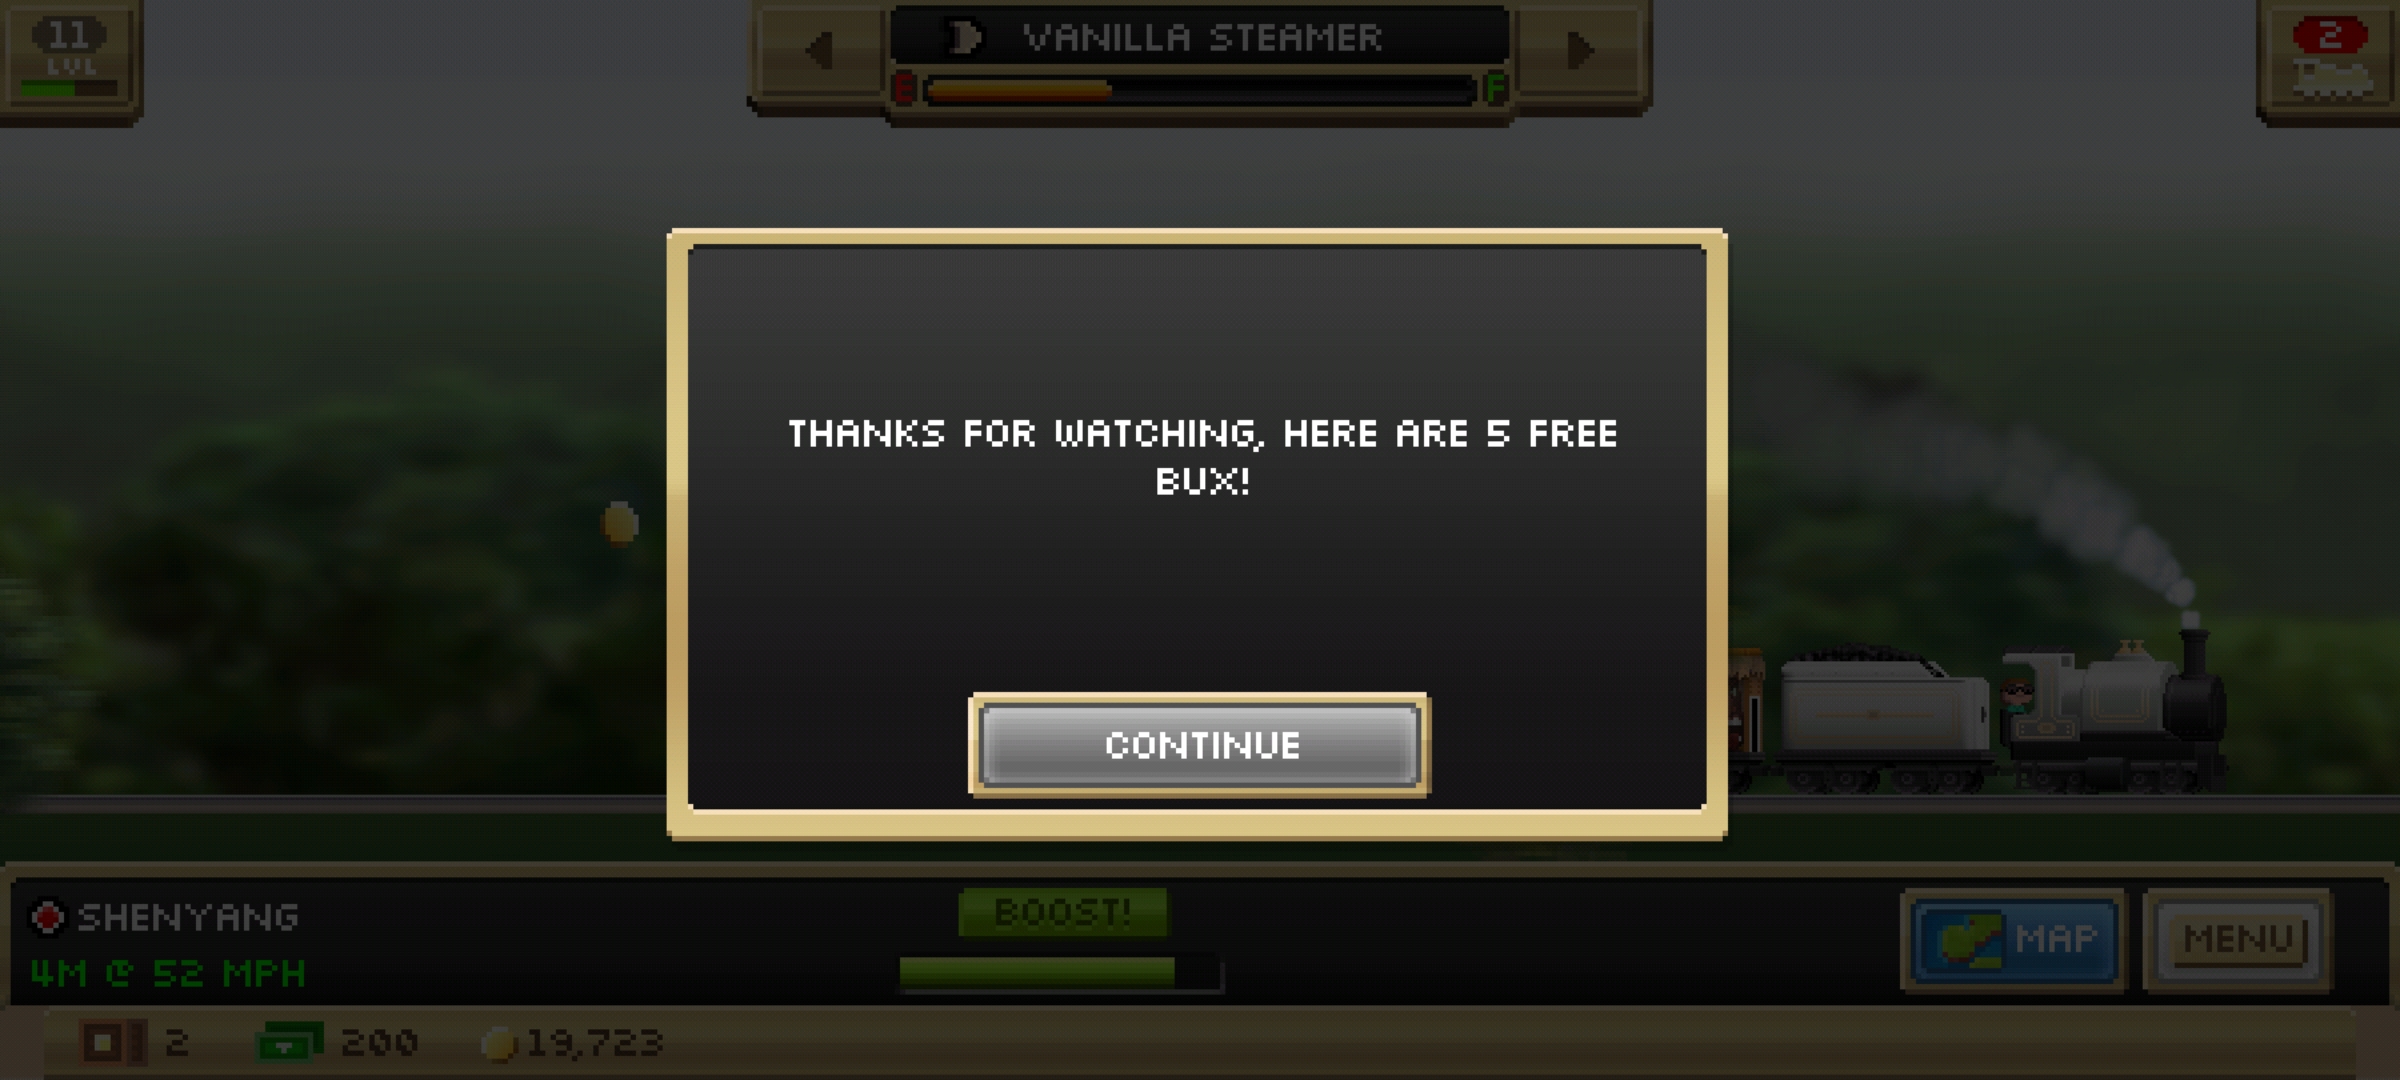 11
LVL
VANILLA STEAMER
E F
2
THANKS FOR WATCHING, HERE ARE 5 FREE
BUX!
CONTINUE
SHENYANG
4M @ 52 MPH
BOOST!
MAP
MENU
2 200 19,723